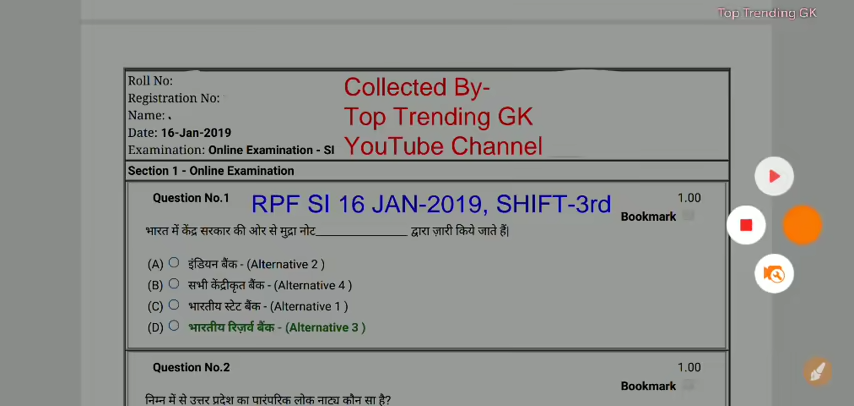 Top Trending GK
Roll No:
Registration No:
Name:
Date: 16-Jan-2019
Examination: Online Examination - SI
Collected By-
Top Trending GK
YouTube Channel
Section 1 - Online Examination
Question No.1
RPF SI 16 JAN-2019, SHIFT-3rd
1.00
Bookmark
भारत में केंद्र सरकार की ओर से मुद्रा नोट______________ द्वारा ज़ारी किये जाते हैं|
(A) इंडियन बैंक - (Alternative 2 )
(B) सभी केंद्रीकृत बैंक - (Alternative 4 )
(C) भारतीय स्टेट बैंक - (Alternative 1 )
(D) भारतीय रिज़र्व बैंक - (Alternative 3 )
Question No.2
1.00
Bookmark
निम्न में से उत्तर प्रदेश का पारंपरिक लोक नाट्य कौन सा है?